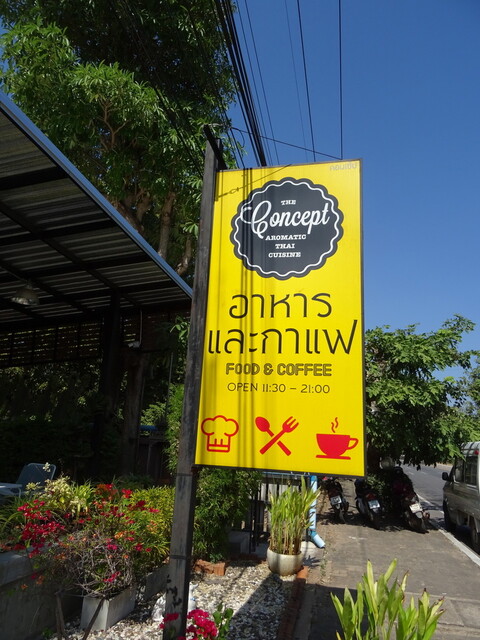 THE
Concept
AROMATIC
THAI
CUISINE
อาหาร
และกาแฟ
FOOD & COFFEE
OPEN 11:30 – 21:00